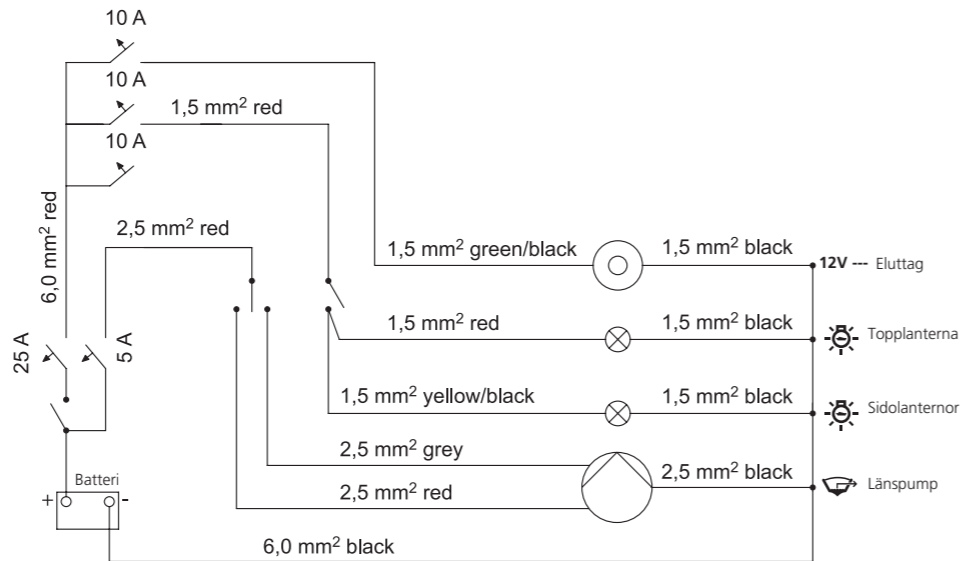 10 A
10 A
1,5 mm² red
10 A
6,0 mm² red
2,5 mm² red
1,5 mm² green/black
1,5 mm² black
12V --- Eluttag
25 A
5 A
1,5 mm² red
1,5 mm² black
Topplanterna
1,5 mm² yellow/black
1,5 mm² black
Sidolanternor
2,5 mm² grey
2,5 mm² black
Länspump
Batteri
+
-
2,5 mm² red
6,0 mm² black